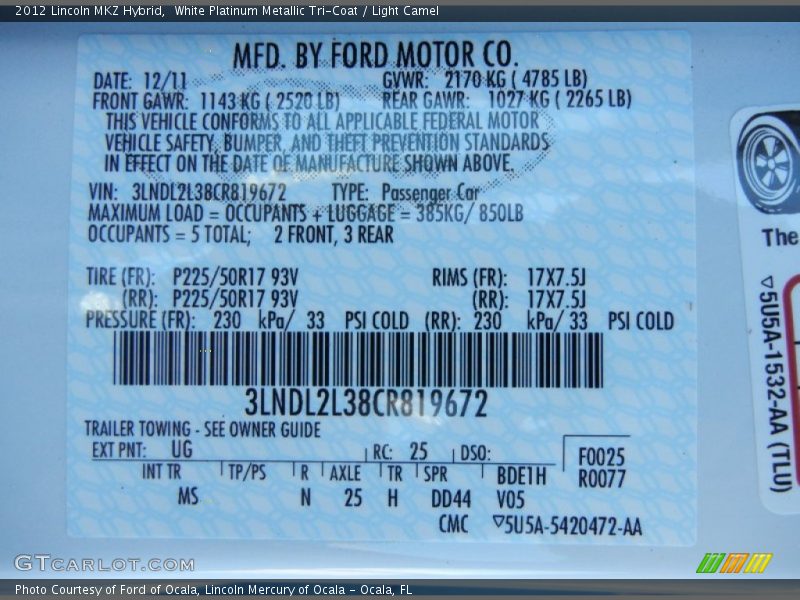 2012 Lincoln MKZ Hybrid,  White Platinum Metallic Tri-Coat / Light Camel
MFD. BY FORD MOTOR CO.
DATE: 12/11 GVWR: 2170 KG ( 4785 LB)
FRONT GAWR: 1143 KG ( 2520 LB) REAR GAWR: 1027 KG ( 2265 LB)
THIS VEHICLE CONFORMS TO ALL APPLICABLE FEDERAL MOTOR
VEHICLE SAFETY, BUMPER, AND THEFT PREVENTION STANDARDS
IN EFFECT ON THE DATE OF MANUFACTURE SHOWN ABOVE.
VIN: 3LNDL2L38CR819672 TYPE: Passenger Car
MAXIMUM LOAD = OCCUPANTS + LUGGAGE = 385KG/ 850LB
OCCUPANTS = 5 TOTAL; 2 FRONT, 3 REAR
TIRE (FR): P225/50R17 93V RIMS (FR): 17X7.5J
(RR): P225/50R17 93V (RR): 17X7.5J
PRESSURE (FR): 230 kPa/ 33 PSI COLD (RR): 230 kPa/ 33 PSI COLD
3LNDL2L38CR819672
TRAILER TOWING - SEE OWNER GUIDE
EXT PNT: UG RC: 25 DSO: F0025
INT TR TP/PS R AXLE TR SPR BDE1H R0077
MS N 25 H DD44 V05
CMC ▽5U5A-5420472-AA
The
▽5U5A-1532-AA (TLU)
GTCARLOT.COM
Photo Courtesy of Ford of Ocala, Lincoln Mercury of Ocala - Ocala, FL